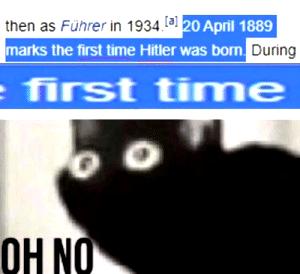 then as Führer in 1934.[a] 20 April 1889
marks the first time Hitler was born. During
first time
OH NO